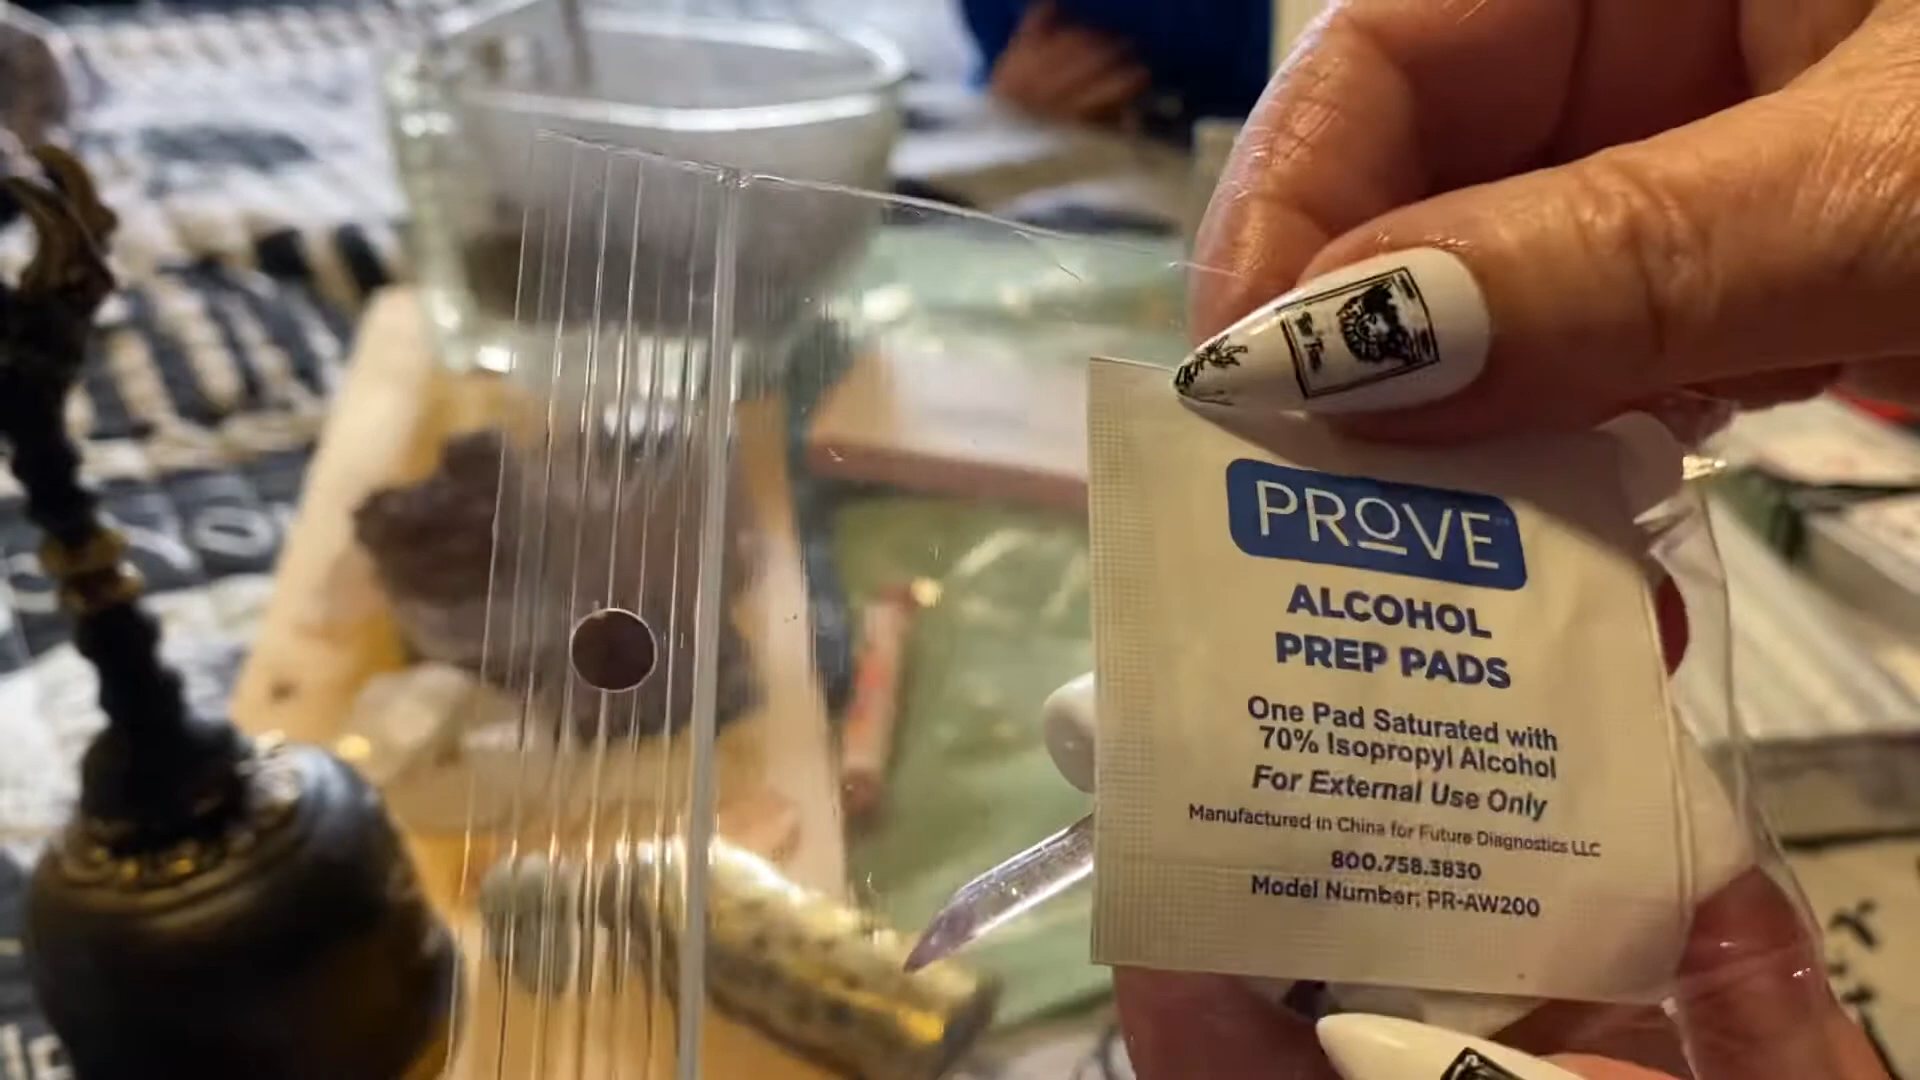 PROVE
ALCOHOL
PREP PADS
One Pad Saturated with
70% Isopropyl Alcohol
For External Use Only
Manufactured in China for Future Diagnostics LLC
800.758.3830
Model Number: PR-AW200